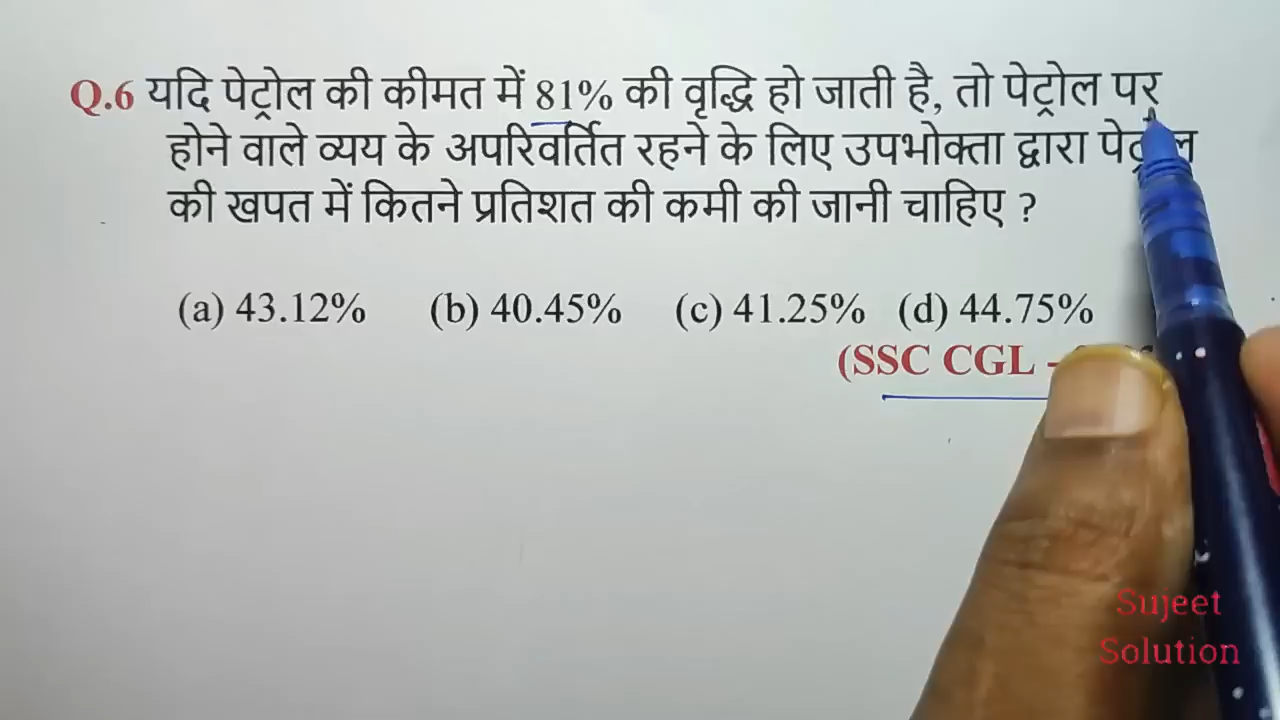 Q.6 यदि पेट्रोल की कीमत में 81% की वृद्धि हो जाती है, तो पेट्रोल पर
होने वाले व्यय के अपरिवर्तित रहने के लिए उपभोक्ता द्वारा
की खपत में कितने प्रतिशत की कमी की जानी चाहिए ?
(a) 43.12% (b) 40.45% (c) 41.25% (d) 44.75%
(SSC CGL -
Sujeet
Solution